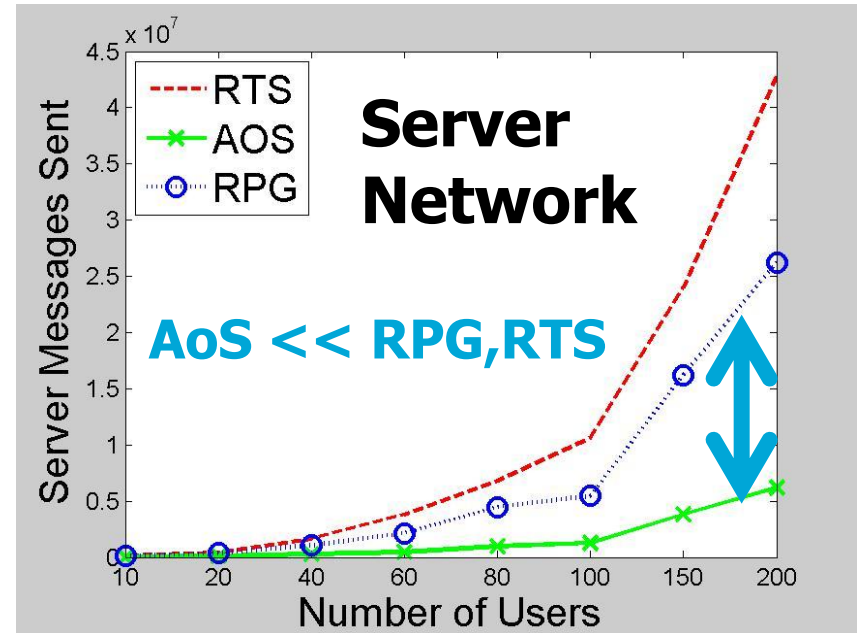 x 10^7
4.5
4
3.5
3
2.5
2
1.5
1
0.5
0
Server Messages Sent
RTS
AOS
RPG
Server
Network
AoS << RPG,RTS
10 20 40 60 80 100 150 200
Number of Users